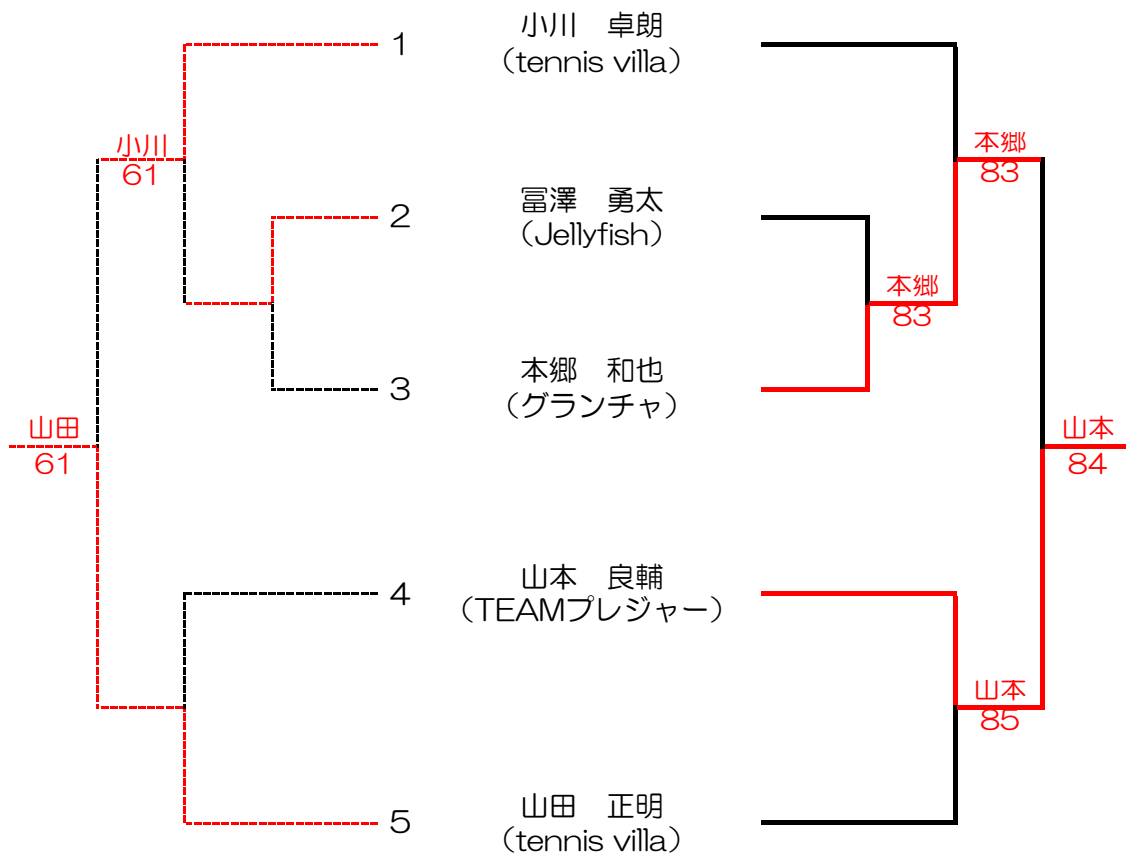 1
小川　卓朗
（tennis villa）
小川
61
本郷
83
2
冨澤　勇太
（Jellyfish）
本郷
83
3
本郷　和也
（グランチャ）
山田
61
山本
84
4
山本　良輔
（TEAMプレジャー）
山本
85
5
山田　正明
（tennis villa）